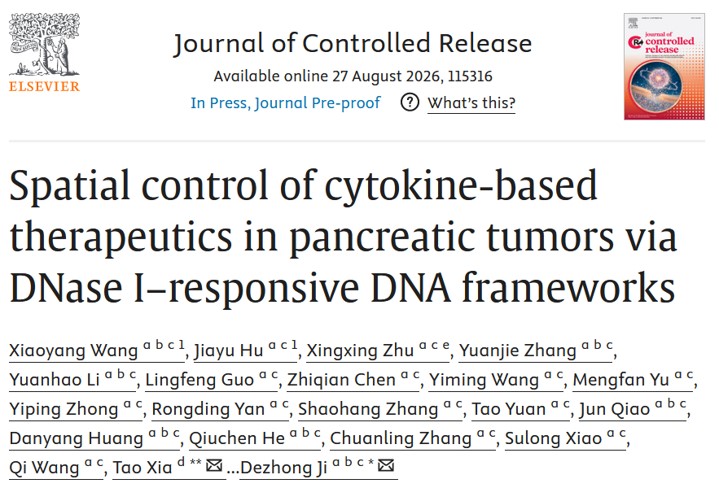 Journal of Controlled Release
Available online 27 August 2026, 115316
In Press, Journal Pre-proof ? What's this?
ELSEVIER
journal of
controlled
release
Spatial control of cytokine-based
therapeutics in pancreatic tumors via
DNase I–responsive DNA frameworks
Xiaoyang Wang a b c 1, Jiayu Hu a c 1, Xingxing Zhu a c e, Yuanjie Zhang a b c,
Yuanhao Li a b c, Lingfeng Guo a c, Zhiqian Chen a c, Yiming Wang a c, Mengfan Yu a c,
Yiping Zhong a c, Rongding Yan a c, Shaohang Zhang a c, Tao Yuan a c, Jun Qiao a b c,
Danyang Huang a b c, Qiuchen He a b c, Chuanling Zhang a c, Sulong Xiao a c,
Qi Wang a c, Tao Xia d ** ...Dezhong Ji a b c *